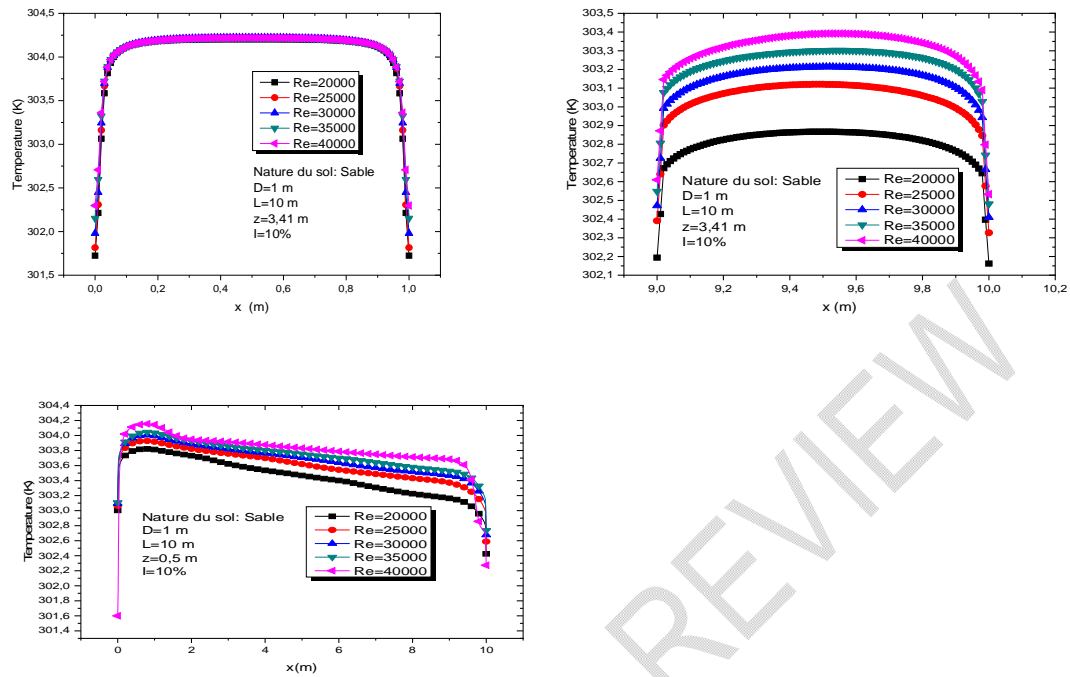 304,5
304,0
303,5
303,0
302,5
302,0
301,5
Temperature (K)
Re=20000
Re=25000
Re=30000
Re=35000
Re=40000
Nature du sol: Sable
D=1 m
L=10 m
z=3,41 m
I=10%
0,0 0,2 0,4 0,6 0,8 1,0
x (m)
303,5
303,4
303,3
303,2
303,1
303,0
302,9
302,8
302,7
302,6
302,5
302,4
302,3
302,2
302,1
Temperature (K)
Nature du sol: Sable
D=1 m
L=10 m
z=3,41 m
I=10%
Re=20000
Re=25000
Re=30000
Re=35000
Re=40000
9,0 9,2 9,4 9,6 9,8 10,0 10,2
x (m)
304,4
304,2
304,0
303,8
303,6
303,4
303,2
303,0
302,8
302,6
302,4
302,2
302,0
301,8
301,6
301,4
Temperature (K)
Nature du sol: Sable
D=1 m
L=10 m
z=0,5 m
I=10%
Re=20000
Re=25000
Re=30000
Re=35000
Re=40000
0 2 4 6 8 10
x(m)
REVIEW